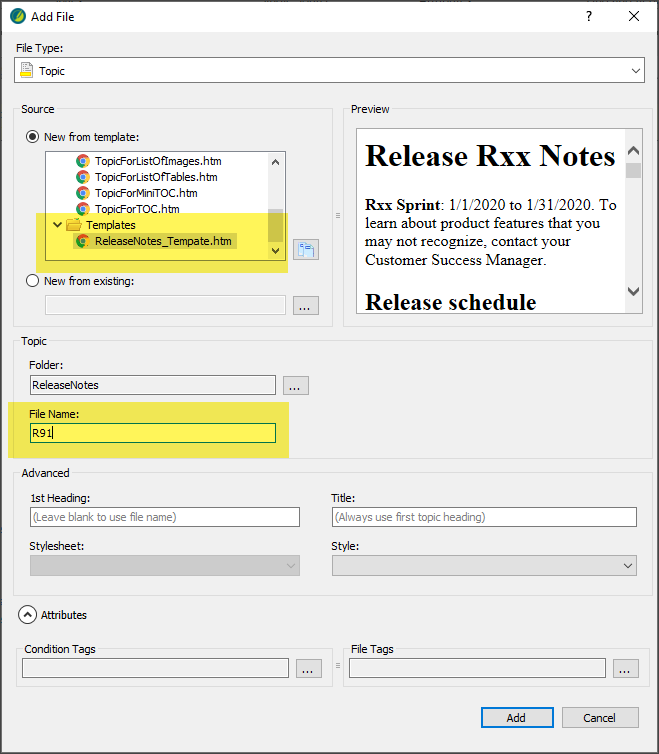 Add File
?
File Type:
Topic
Source
New from template:
TopicForListOfImages.htm
TopicForListOfTables.htm
TopicForMiniTOC.htm
TopicForTOC.htm
Templates
ReleaseNotes_Tempate.htm
New from existing:
...
Preview
Release Rxx Notes
Rxx Sprint: 1/1/2020 to 1/31/2020. To
learn about product features that you
may not recognize, contact your
Customer Success Manager.
Release schedule
Topic
Folder:
ReleaseNotes
...
File Name:
R91
Advanced
1st Heading:
(Leave blank to use file name)
Title:
(Always use first topic heading)
Stylesheet:
Style:
Attributes
Condition Tags
...
File Tags
...
Add
Cancel